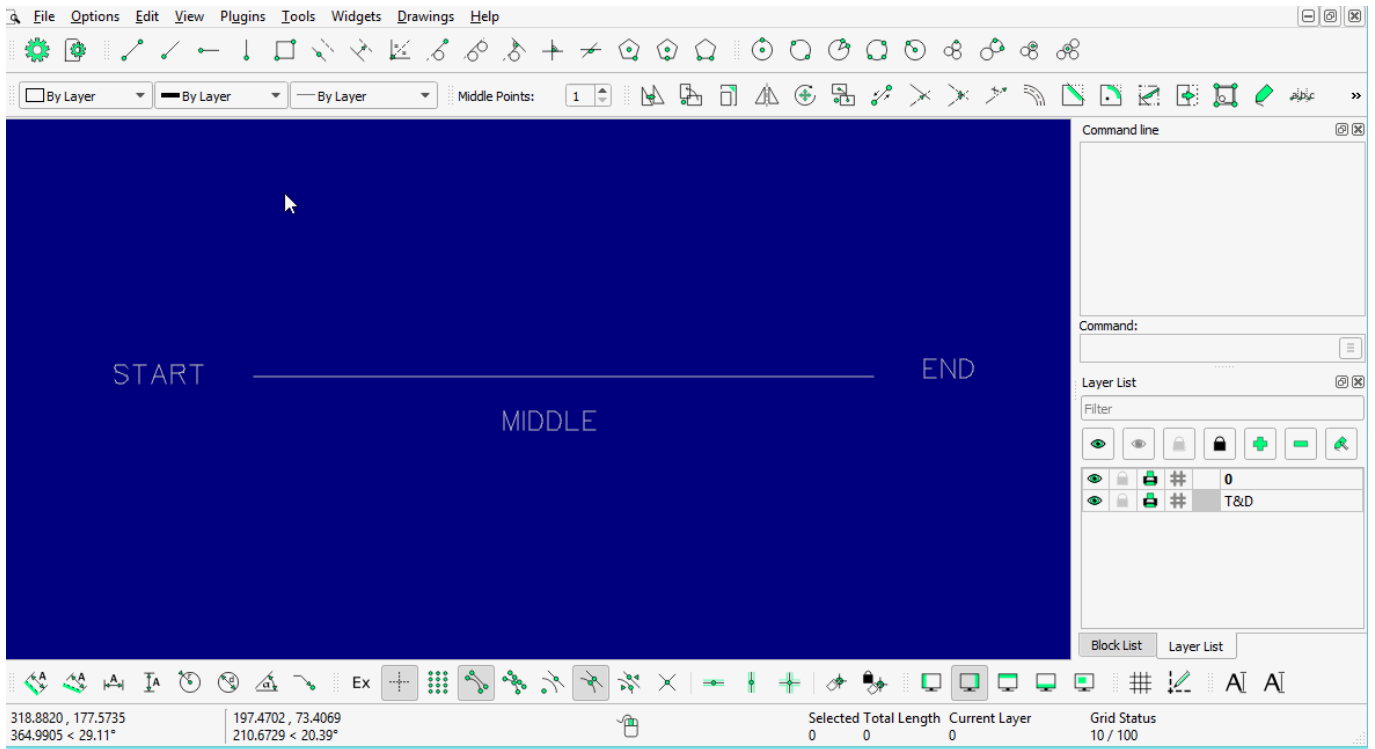 File Options Edit View Plugins Tools Widgets Drawings Help
By Layer By Layer By Layer Middle Points: 1 abc »
Command line
START END
MIDDLE
Command:
Layer List
Filter
0
T&D
Block List Layer List
A A A A α Ex A A
318.8820 , 177.5735 197.4702 , 73.4069 Selected Total Length Current Layer Grid Status
364.9905 < 29.11° 210.6729 < 20.39° 0 0 0 10 / 100